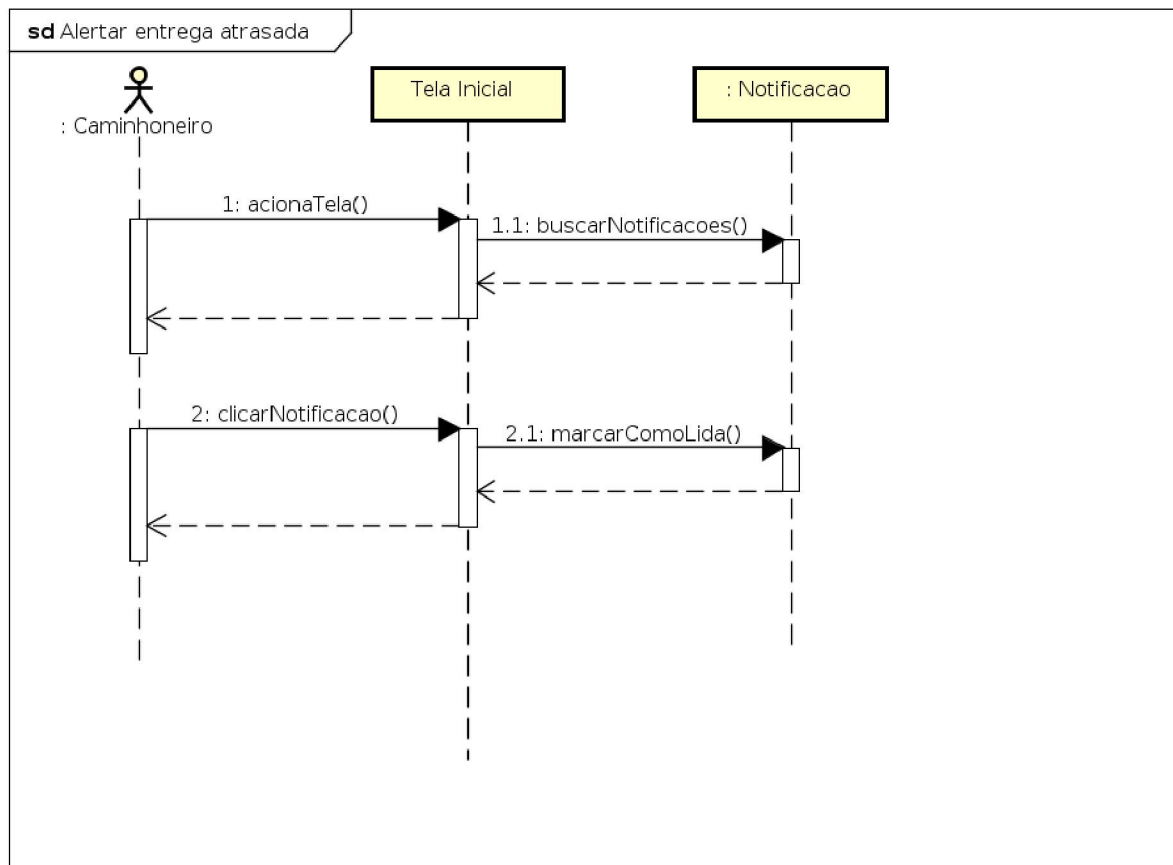 sd Alertar entrega atrasada
Tela Inicial
: Notificacao
: Caminhoneiro
1: acionaTela()
1.1: buscarNotificacoes()
2: clicarNotificacao()
2.1: marcarComoLida()